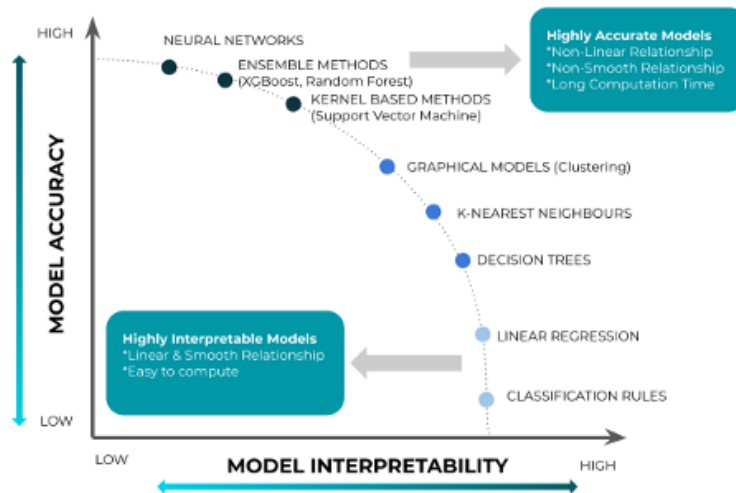 HIGH
NEURAL NETWORKS
ENSEMBLE METHODS
(XGBoost, Random Forest)
KERNEL BASED METHODS
(Support Vector Machine)
Highly Accurate Models
*Non-Linear Relationship
*Non-Smooth Relationship
*Long Computation Time
GRAPHICAL MODELS (Clustering)
K-NEAREST NEIGHBOURS
DECISION TREES
MODEL ACCURACY
Highly Interpretable Models
*Linear & Smooth Relationship
*Easy to compute
LINEAR REGRESSION
CLASSIFICATION RULES
LOW
LOW
MODEL INTERPRETABILITY
HIGH